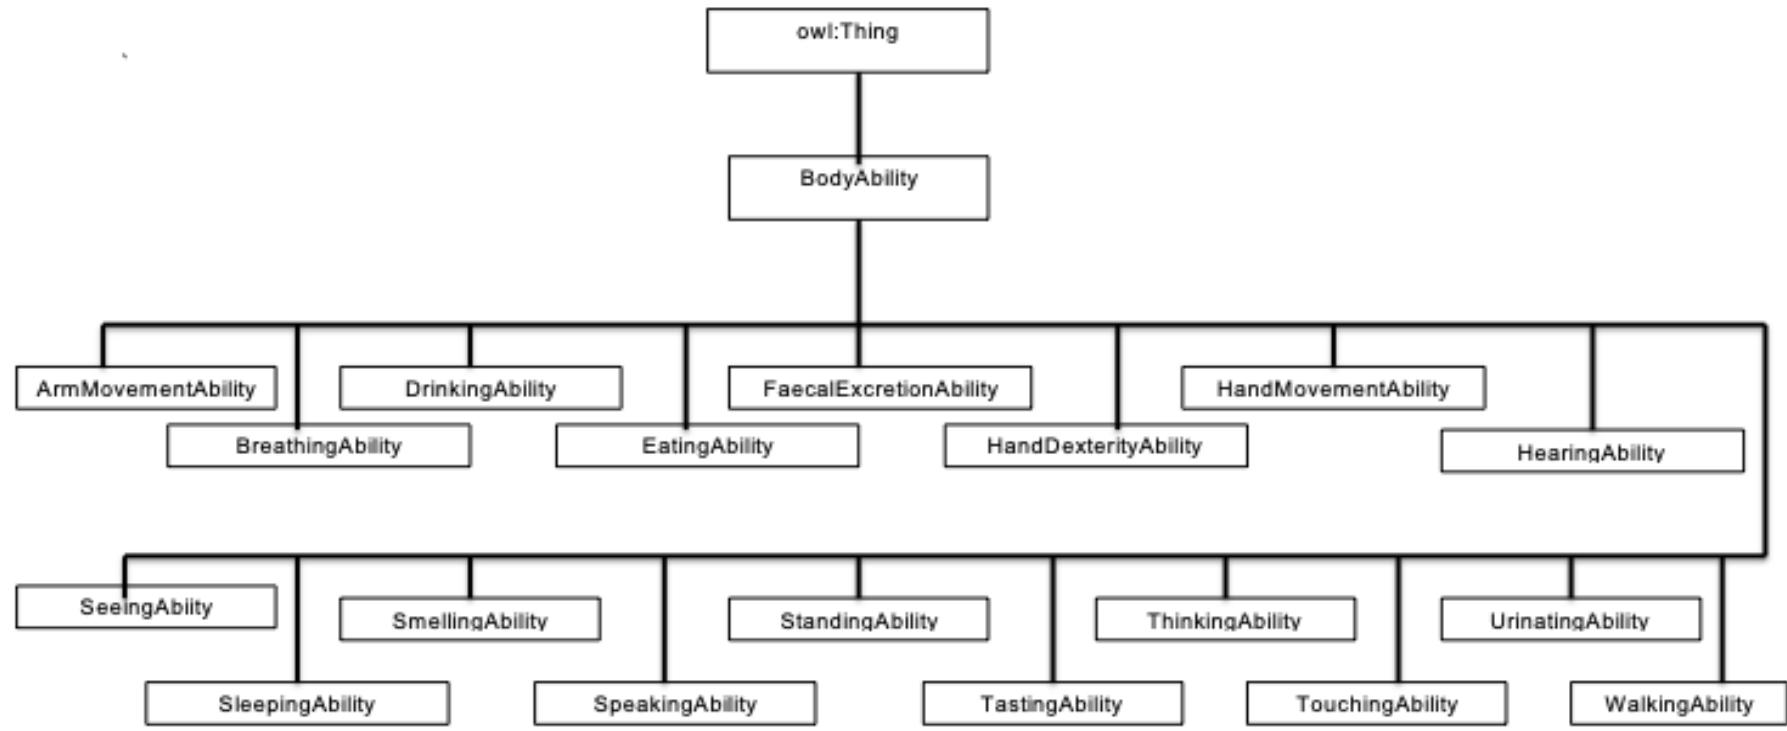 owl:Thing
BodyAbility
ArmMovementAbility
DrinkingAbility
FaecalExcretionAbility
HandMovementAbility
BreathingAbility
EatingAbility
HandDexterityAbility
HearingAbility
SeeingAbiity
SmellingAbility
StandingAbility
ThinkingAbility
UrinatingAbility
SleepingAbility
SpeakingAbility
TastingAbility
TouchingAbility
WalkingAbility